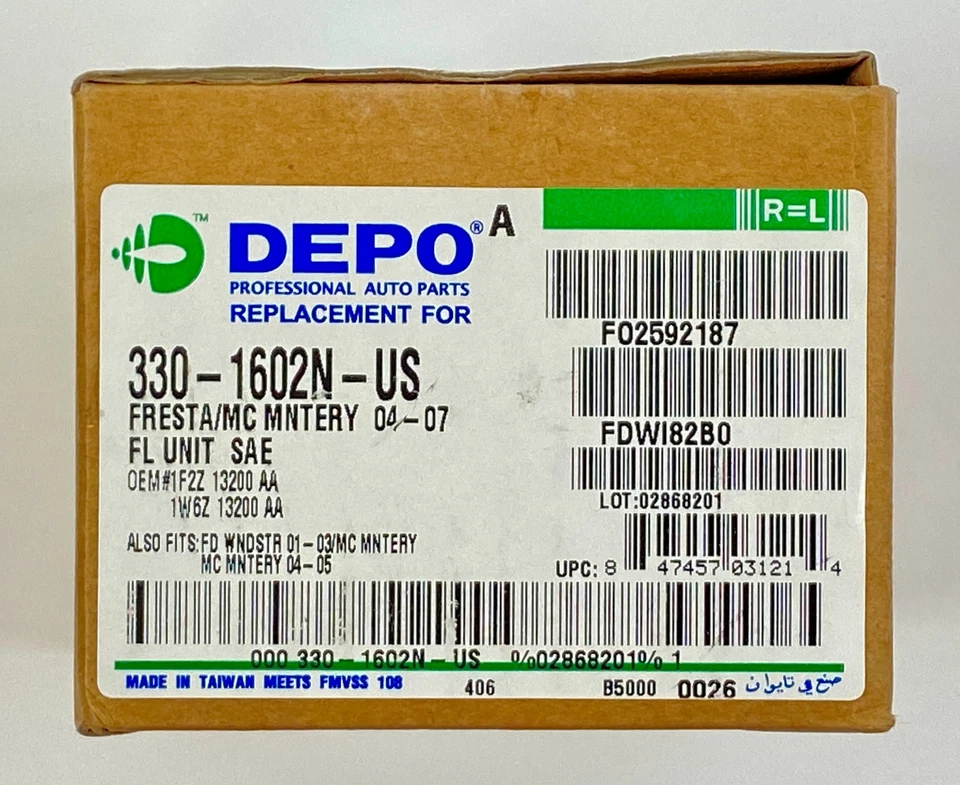 DEPO® A
PROFESSIONAL AUTO PARTS
REPLACEMENT FOR
330-1602N-US
FRESTA/MC MNTERY 04-07
FL UNIT SAE
OEM#1F2Z 13200 AA
1W6Z 13200 AA
ALSO FITS:FD WNDSTR 01-03/MC MNTERY
MC MNTERY 04-05
TM
R=L
FO2592187
FDWI82B0
LOT:02868201
UPC: 8 47457 03121 4
000 330-1602N-US %02868201% 1
MADE IN TAIWAN MEETS FMVSS 108
406
B5000 0026 صنع في تايوان